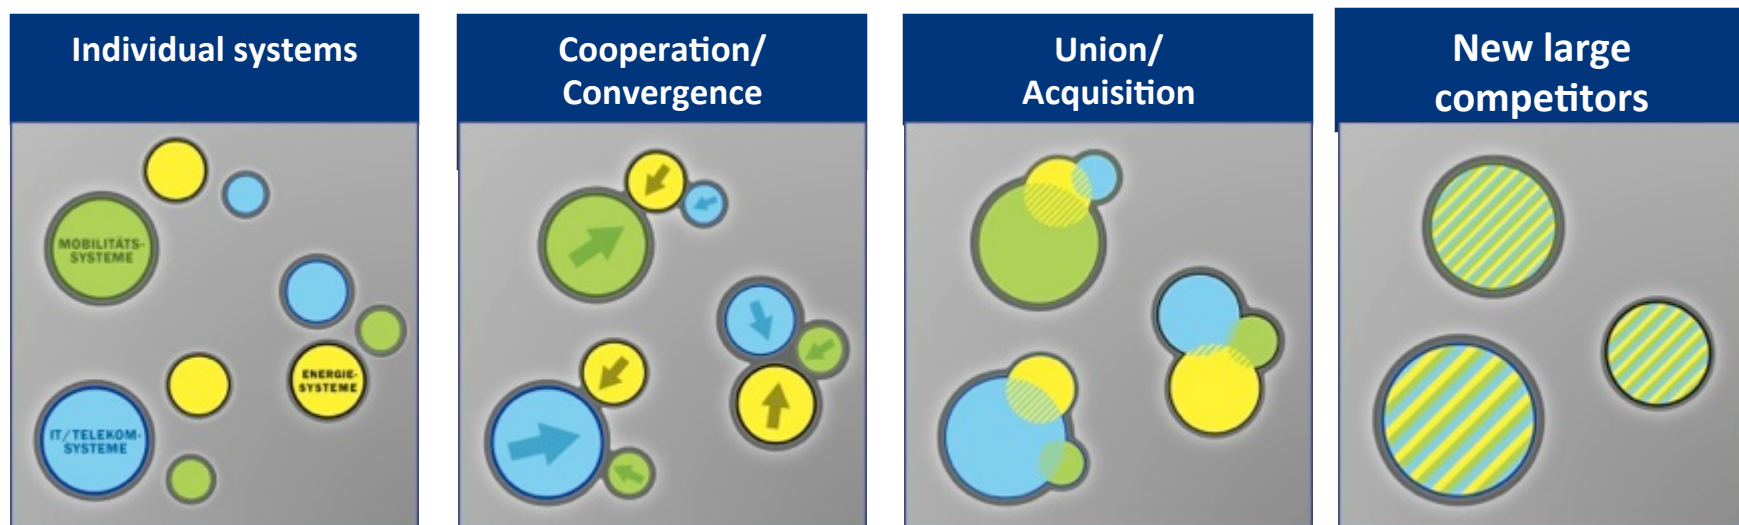 Individual systems
Cooperation/
Convergence
Union/
Acquisition
New large
competitors
MOBILITÄTS-
SYSTEME
ENERGIE-
SYSTEME
IT/TELEKOM-
SYSTEME